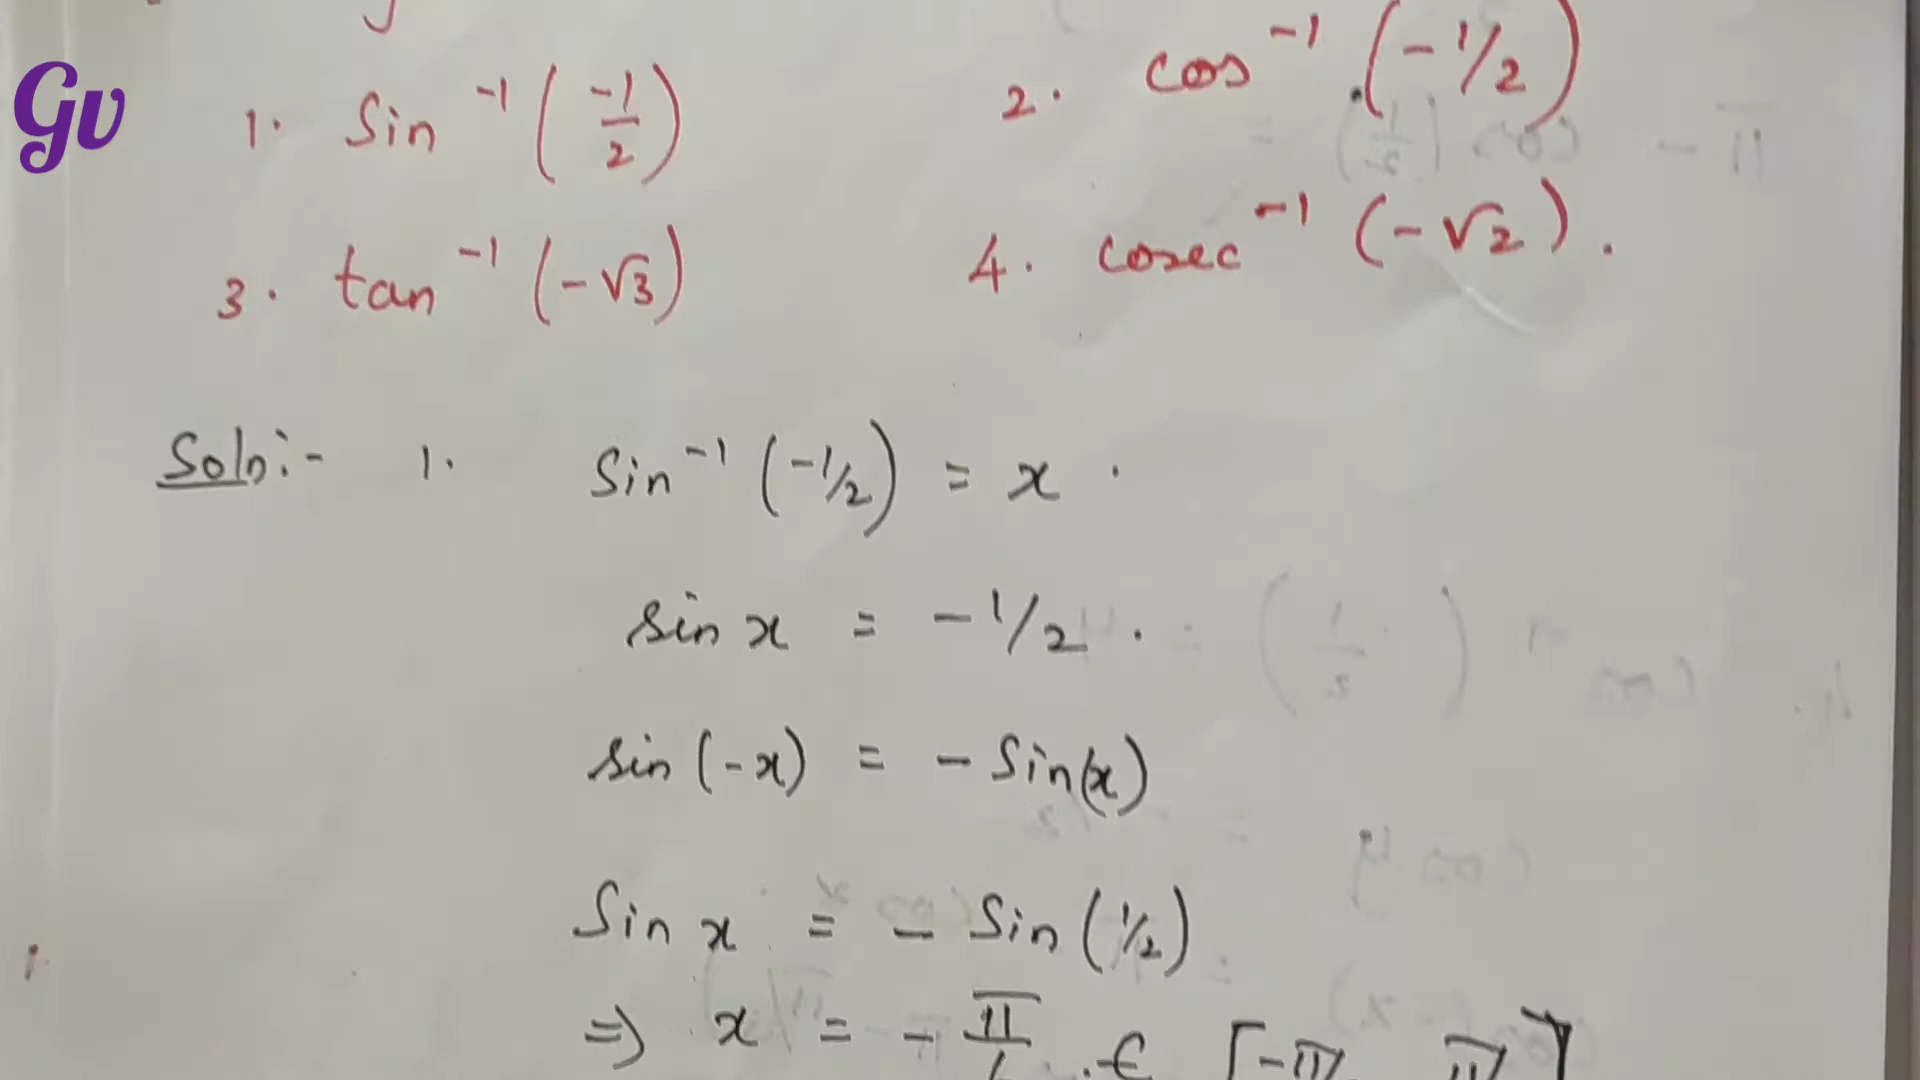 Gv
1. Sin⁻¹(-1/2) 2. cos⁻¹(-1/2)
3. tan⁻¹(-√3) 4. cosec⁻¹(-√2).
Soln:- 1. Sin⁻¹(-1/2) = x.
sin x = -1/2.
sin(-x) = -Sin(x)
Sin x = - Sin(1/2)